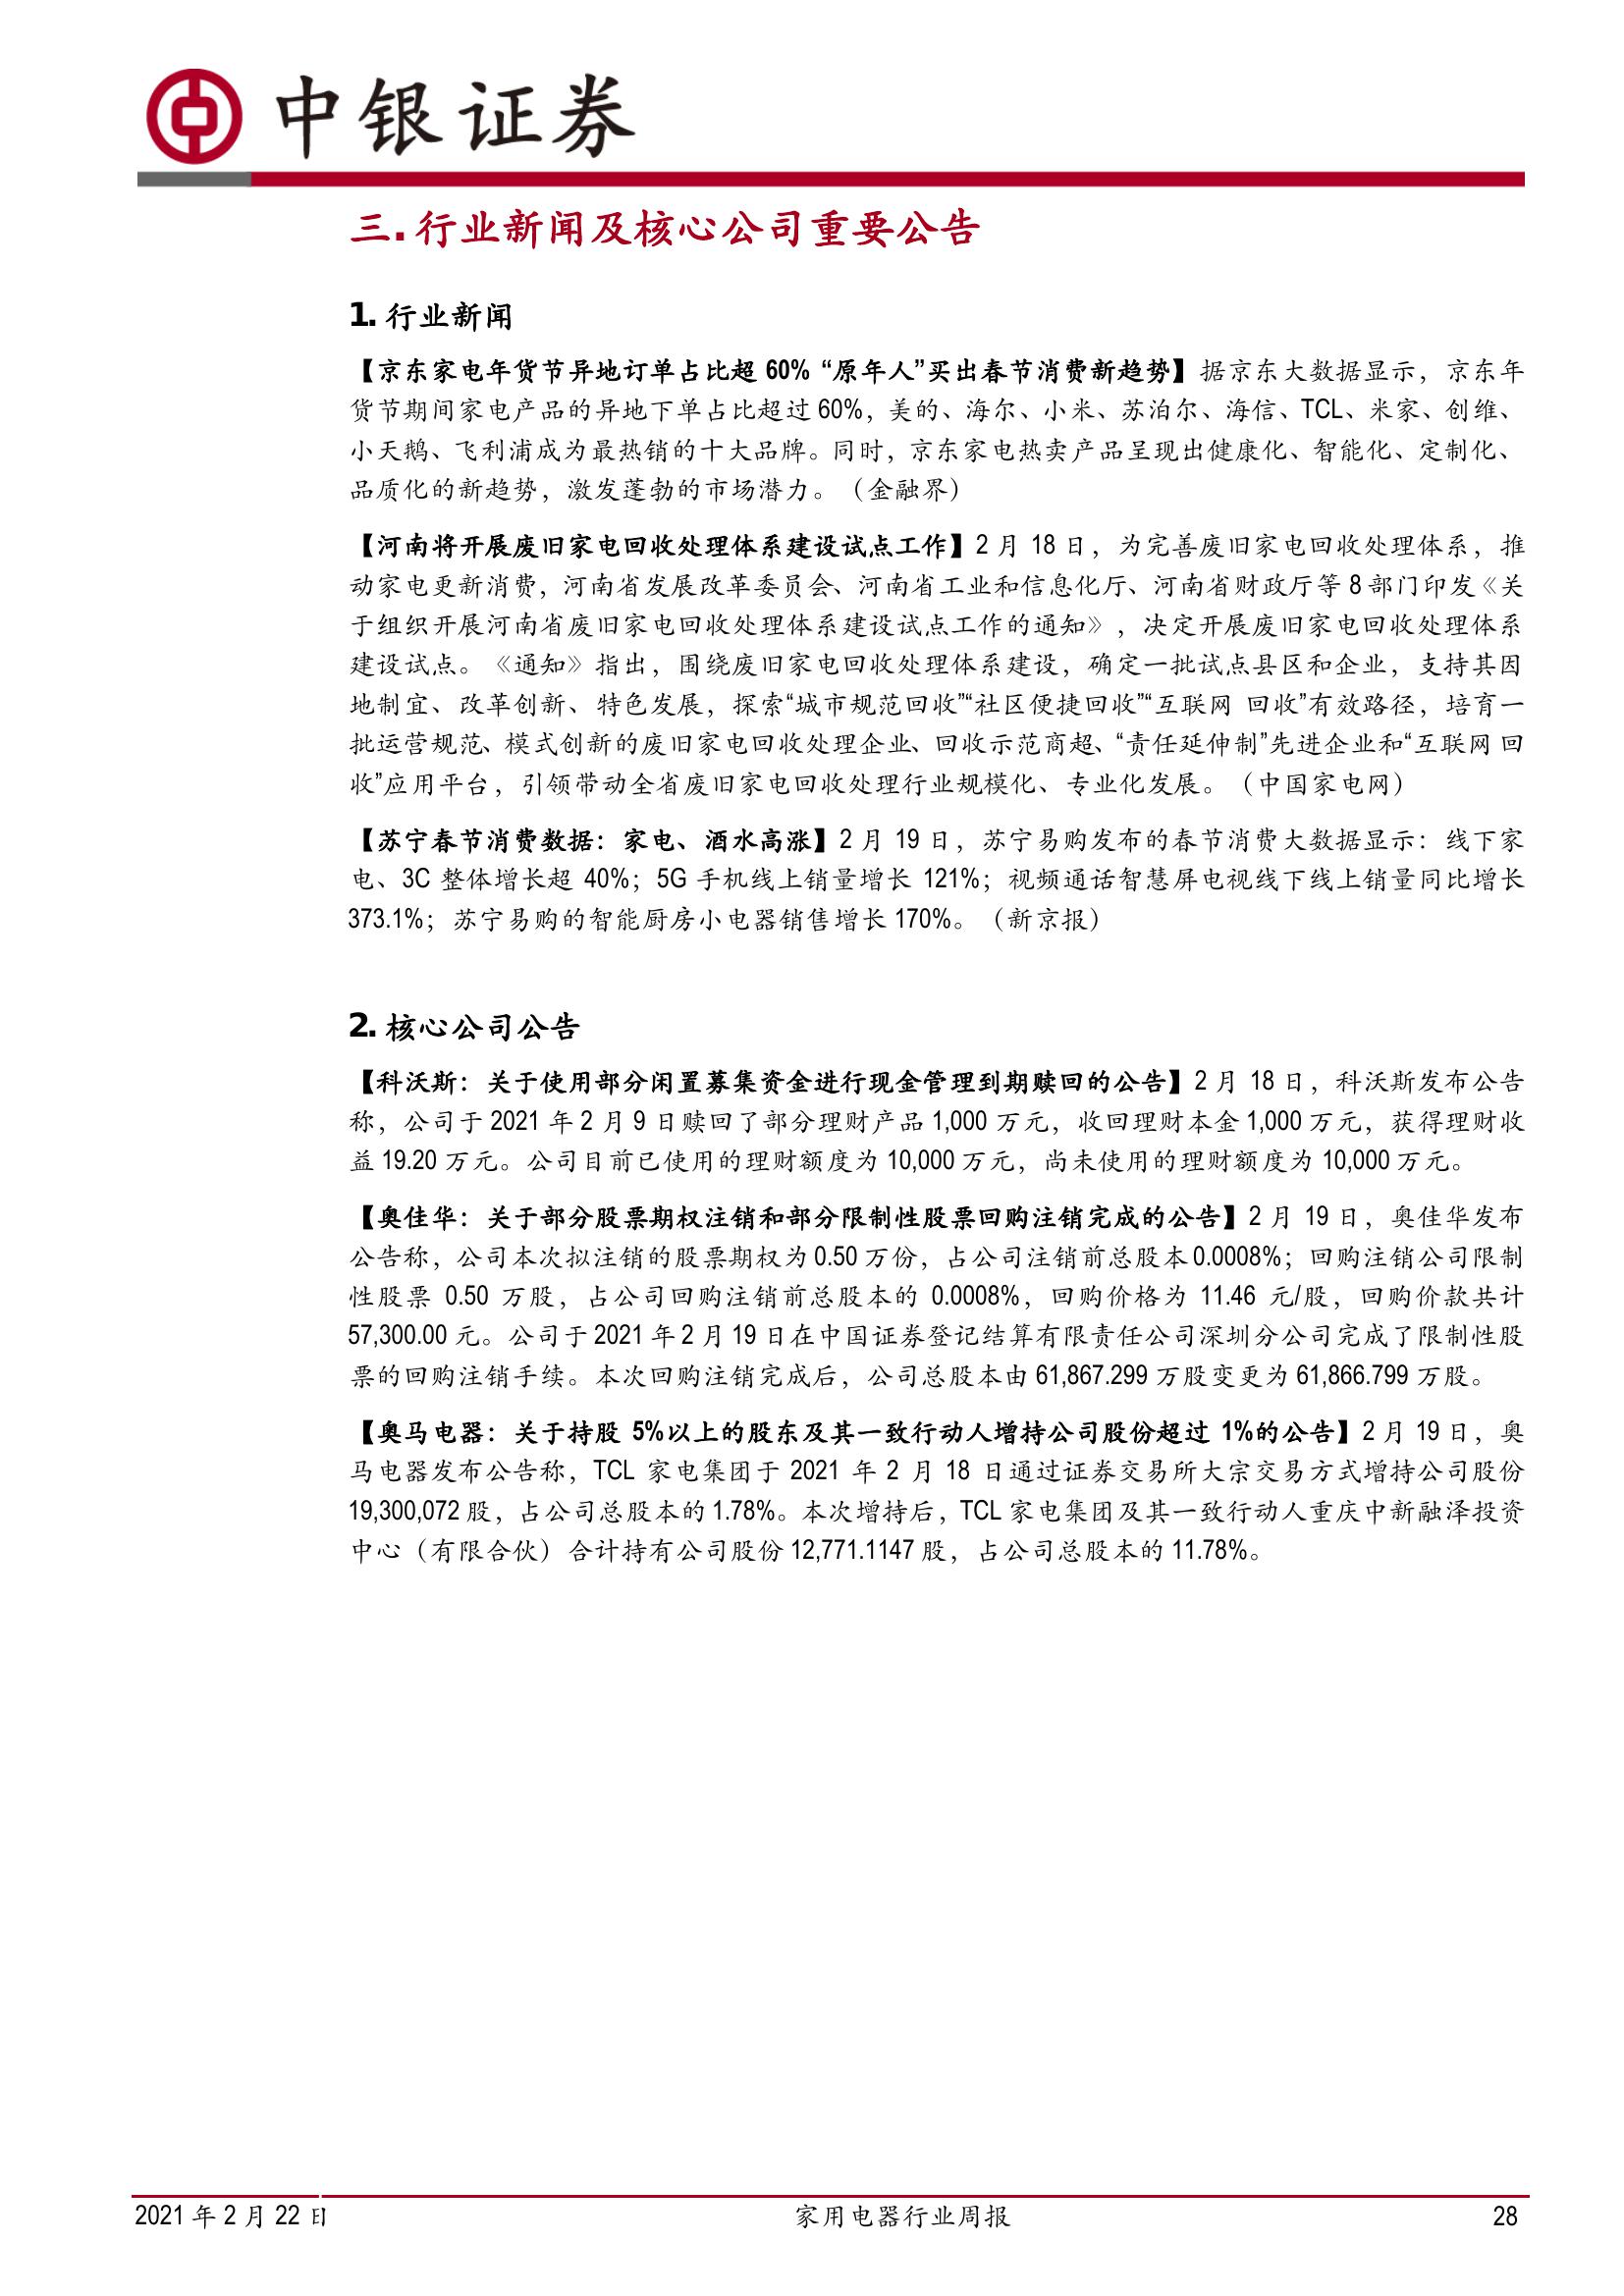 中银证券
三. 行业新闻及核心公司重要公告
1. 行业新闻
【京东家电年货节异地订单占比超 60% “原年人”买出春节消费新趋势】据京东大数据显示，京东年
货节期间家电产品的异地下单占比超过 60%，美的、海尔、小米、苏泊尔、海信、TCL、米家、创维、
小天鹅、飞利浦成为最热销的十大品牌。同时，京东家电热卖产品呈现出健康化、智能化、定制化、
品质化的新趋势，激发蓬勃的市场潜力。（金融界）
【河南将开展废旧家电回收处理体系建设试点工作】2 月 18 日，为完善废旧家电回收处理体系，推
动家电更新消费，河南省发展改革委员会、河南省工业和信息化厅、河南省财政厅等 8 部门印发《关
于组织开展河南省废旧家电回收处理体系建设试点工作的通知》，决定开展废旧家电回收处理体系
建设试点。《通知》指出，围绕废旧家电回收处理体系建设，确定一批试点县区和企业，支持其因
地制宜、改革创新、特色发展，探索“城市规范回收”“社区便捷回收”“互联网 回收”有效路径，培育一
批运营规范、模式创新的废旧家电回收处理企业、回收示范商超、“责任延伸制”先进企业和“互联网 回
收”应用平台，引领带动全省废旧家电回收处理行业规模化、专业化发展。（中国家电网）
【苏宁春节消费数据：家电、酒水高涨】2 月 19 日，苏宁易购发布的春节消费大数据显示：线下家
电、3C 整体增长超 40%；5G 手机线上销量增长 121%；视频通话智慧屏电视线下线上销量同比增长
373.1%；苏宁易购的智能厨房小电器销售增长 170%。（新京报）
2. 核心公司公告
【科沃斯：关于使用部分闲置募集资金进行现金管理到期赎回的公告】2 月 18 日，科沃斯发布公告
称，公司于 2021 年 2 月 9 日赎回了部分理财产品 1,000 万元，收回理财本金 1,000 万元，获得理财收
益 19.20 万元。公司目前已使用的理财额度为 10,000 万元，尚未使用的理财额度为 10,000 万元。
【奥佳华：关于部分股票期权注销和部分限制性股票回购注销完成的公告】2 月 19 日，奥佳华发布
公告称，公司本次拟注销的股票期权为 0.50 万份，占公司注销前总股本 0.0008%；回购注销公司限制
性股票 0.50 万股，占公司回购注销前总股本的 0.0008%，回购价格为 11.46 元/股，回购价款共计
57,300.00 元。公司于 2021 年 2 月 19 日在中国证券登记结算有限责任公司深圳分公司完成了限制性股
票的回购注销手续。本次回购注销完成后，公司总股本由 61,867.299 万股变更为 61,866.799 万股。
【奥马电器：关于持股 5%以上的股东及其一致行动人增持公司股份超过 1%的公告】2 月 19 日，奥
马电器发布公告称，TCL 家电集团于 2021 年 2 月 18 日通过证券交易所大宗交易方式增持公司股份
19,300,072 股，占公司总股本的 1.78%。本次增持后，TCL 家电集团及其一致行动人重庆中新融泽投资
中心（有限合伙）合计持有公司股份 12,771.1147 股，占公司总股本的 11.78%。
2021 年 2 月 22 日 家用电器行业周报 28